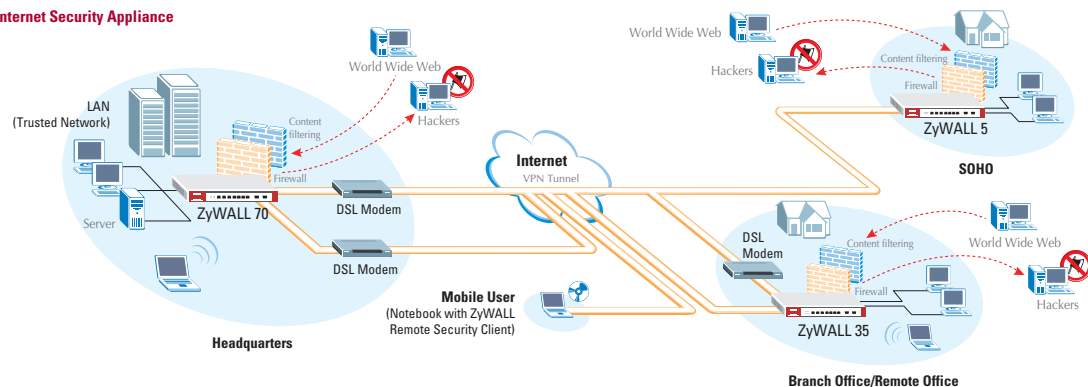 nternet Security Appliance
World Wide Web
Hackers
LAN
(Trusted Network)
Content
filtering
Firewall
Server
ZyWALL 70
DSL Modem
DSL Modem
Headquarters
Internet
VPN Tunnel
Mobile User
(Notebook with ZyWALL
Remote Security Client)
World Wide Web
Hackers
Content filtering
Firewall
ZyWALL 5
SOHO
DSL
Modem
Content filtering
Firewall
World Wide Web
Hackers
ZyWALL 35
Branch Office/Remote Office